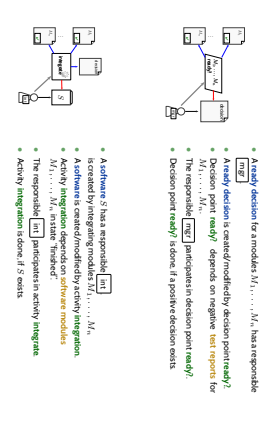 A ready decision for a modules M₁, . . . , Mₙ has a responsible
mgr.
A ready decision is created/modified by decision point ready?.
Decision point ready? depends on negative test reports for
M₁, . . . , Mₙ.
The responsible mgr participates in decision point ready?.
Decision point ready? is done, if a positive decision exists.
M₁, . . . , Mₙ
ready?
A software S has a responsible int
is created by integrating modules M₁, . . . , Mₙ
A software is created/modified by activity integration.
Activity integration depends on software modules
M₁, . . . , Mₙ in state “finished”.
The responsible int participates in activity integrate.
Activity integration is done, if S exists.
integrate
S